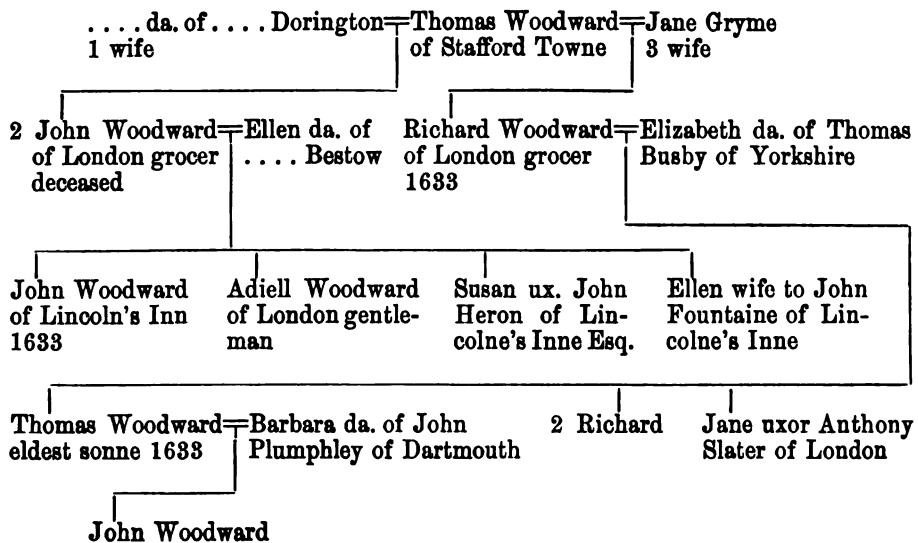 . . . . da. of . . . . Dorington=Thomas Woodward=Jane Gryme
1 wife of Stafford Towne 3 wife
2 John Woodward=Ellen da. of Richard Woodward=Elizabeth da. of Thomas
of London grocer . . . . Bestow of London grocer Busby of Yorkshire
deceased 1633
John Woodward Adiell Woodward Susan ux. John Ellen wife to John
of Lincoln's Inn of London gentle- Heron of Lin- Fountaine of Lin-
1633 man colne's Inne Esq. colne's Inne
Thomas Woodward=Barbara da. of John 2 Richard Jane uxor Anthony
eldest sonne 1633 Plumphley of Dartmouth Slater of London
John Woodward